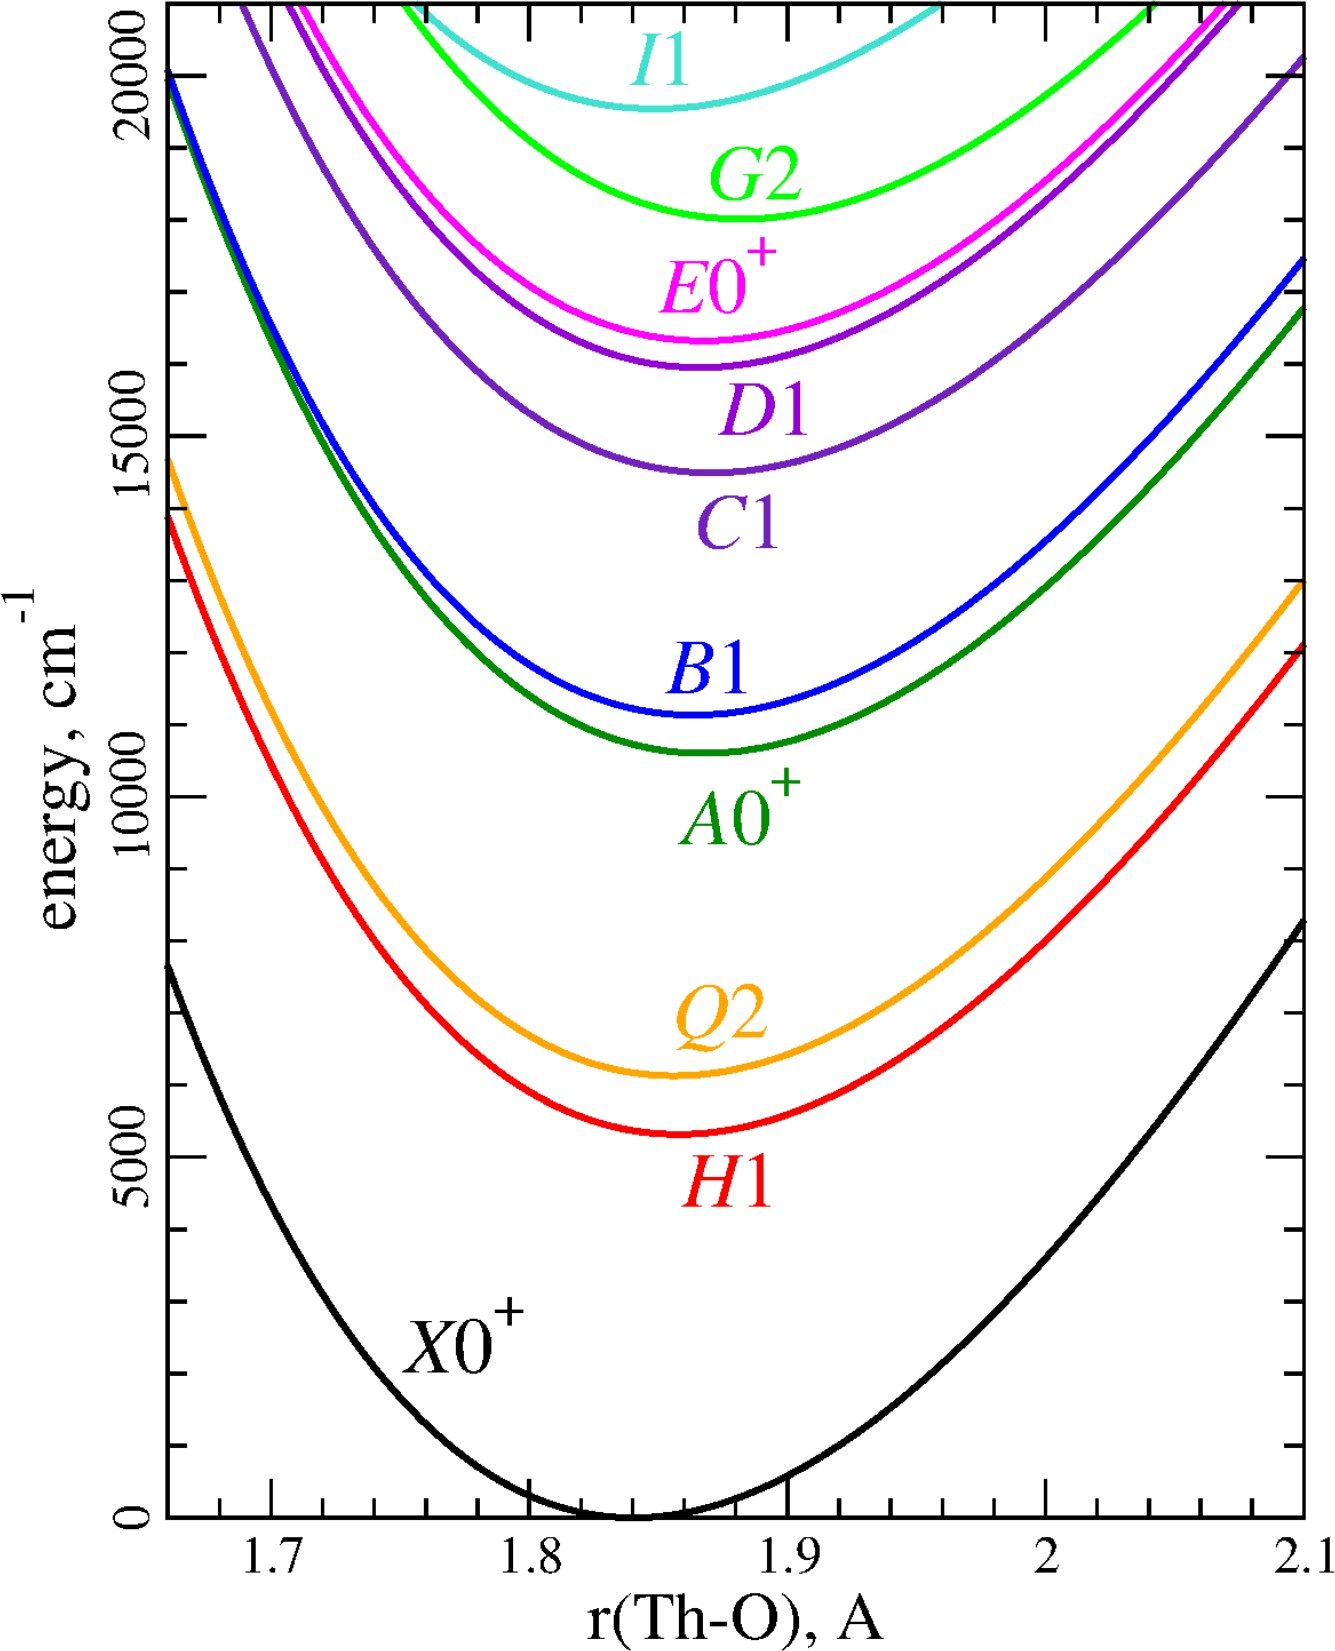 20000
15000
10000
5000
0
energy, cm⁻¹
I1
G2
E0⁺
D1
C1
B1
A0⁺
Q2
H1
X0⁺
1.7 1.8 1.9 2 2.1
r(Th-O), A